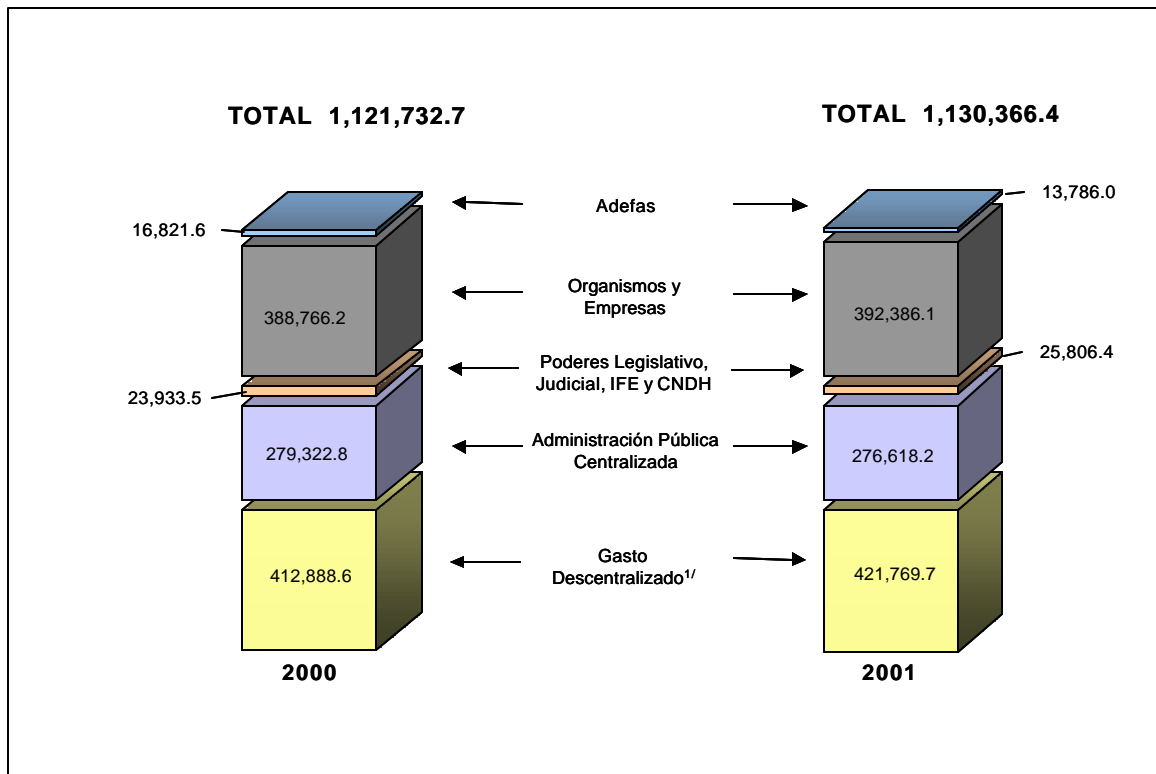 TOTAL 1,121,732.7
TOTAL 1,130,366.4
Adefas
16,821.6
13,786.0
Organismos y
Empresas
388,766.2
392,386.1
Poderes Legislativo,
Judicial, IFE y CNDH
23,933.5
25,806.4
Administración Pública
Centralizada
279,322.8
276,618.2
Gasto
Descentralizado1/
412,888.6
421,769.7
2000
2001